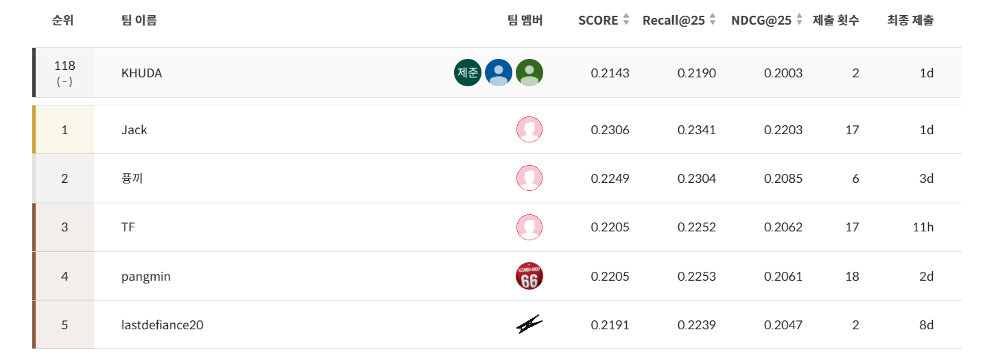 순위 팀 이름 팀 멤버 SCORE Recall@25 NDCG@25 제출 횟수 최종 제출
118 (-) KHUDA 제준 0.2143 0.2190 0.2003 2 1d
1 Jack 0.2306 0.2341 0.2203 17 1d
2 픙끼 0.2249 0.2304 0.2085 6 3d
3 TF 0.2205 0.2252 0.2062 17 11h
4 pangmin 66 0.2205 0.2253 0.2061 18 2d
5 lastdefiance20 0.2191 0.2239 0.2047 2 8d